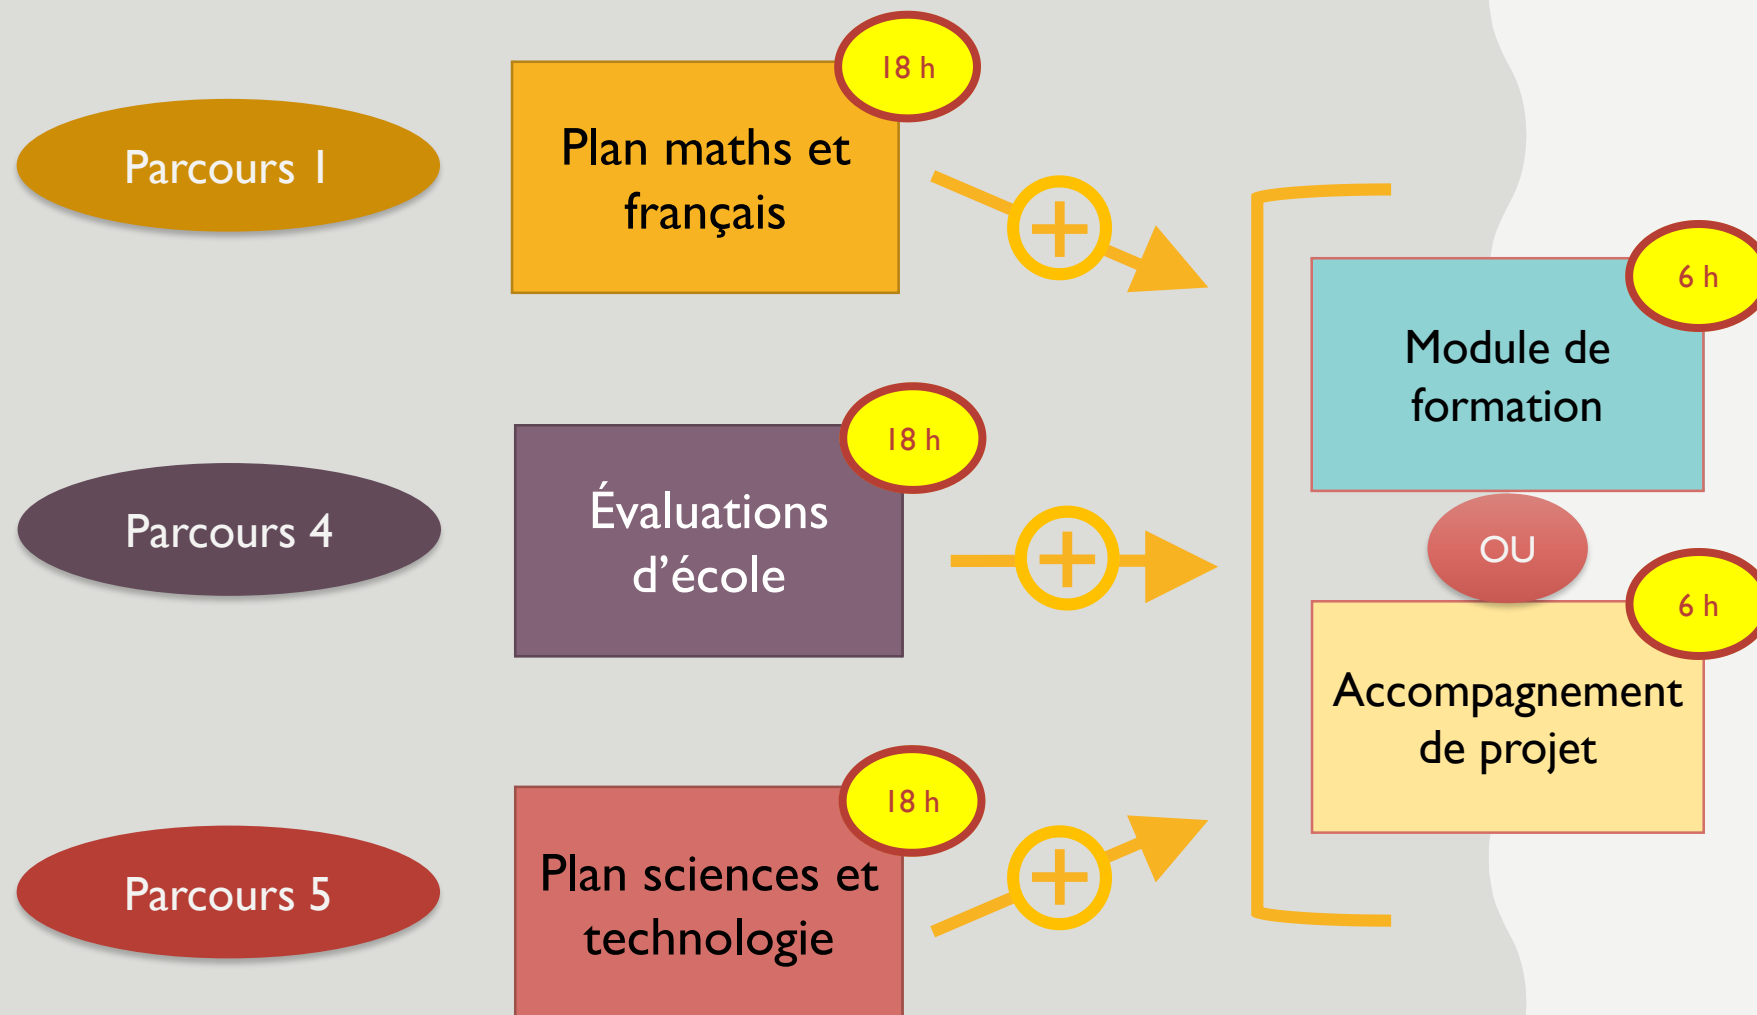 Parcours 1
Plan maths et
français
18 h
Parcours 4
Évaluations
d’école
18 h
Parcours 5
Plan sciences et
technologie
18 h
Module de
formation
6 h
OU
Accompagnement
de projet
6 h